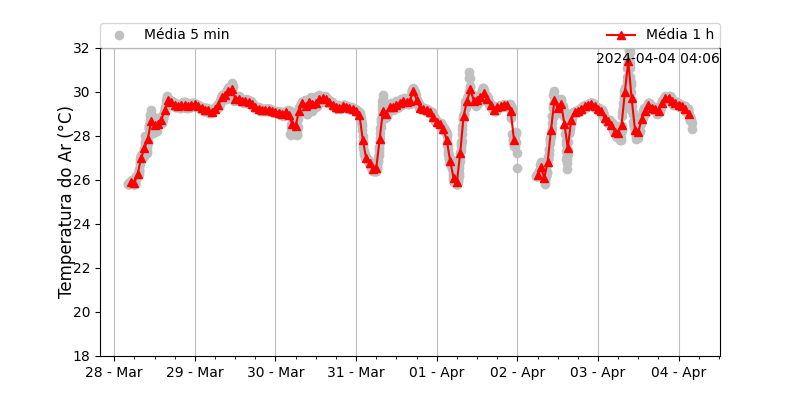 Média 5 min
Média 1 h
2024-04-04 04:06
Temperatura do Ar (°C)
32
30
28
26
24
22
20
18
28 - Mar
29 - Mar
30 - Mar
31 - Mar
01 - Apr
02 - Apr
03 - Apr
04 - Apr